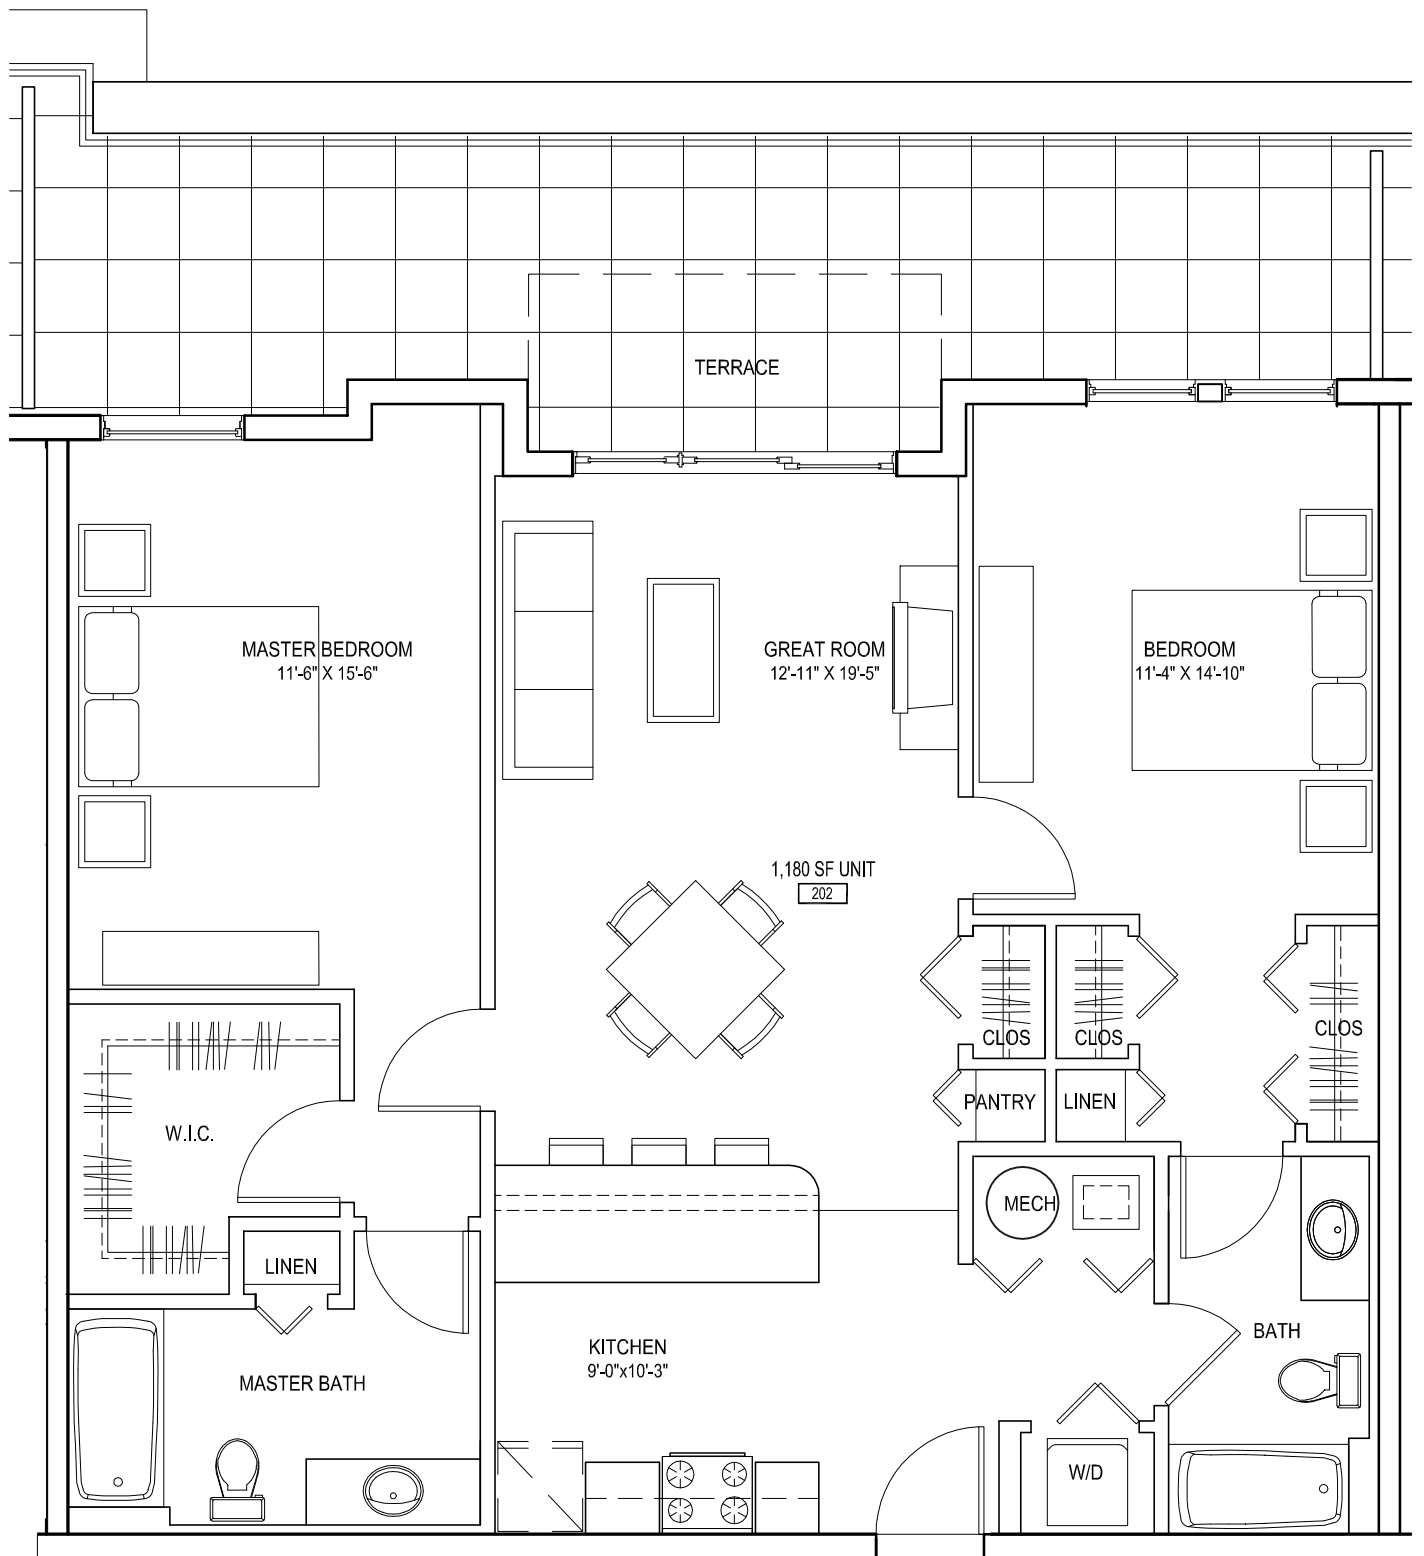 TERRACE
MASTER BEDROOM
11'-6" X 15'-6"
GREAT ROOM
12'-11" X 19'-5"
BEDROOM
11'-4" X 14'-10"
1,180 SF UNIT
202
CLOS
CLOS
CLOS
PANTRY
LINEN
W.I.C.
MECH
LINEN
KITCHEN
9'-0"x10'-3"
BATH
MASTER BATH
W/D